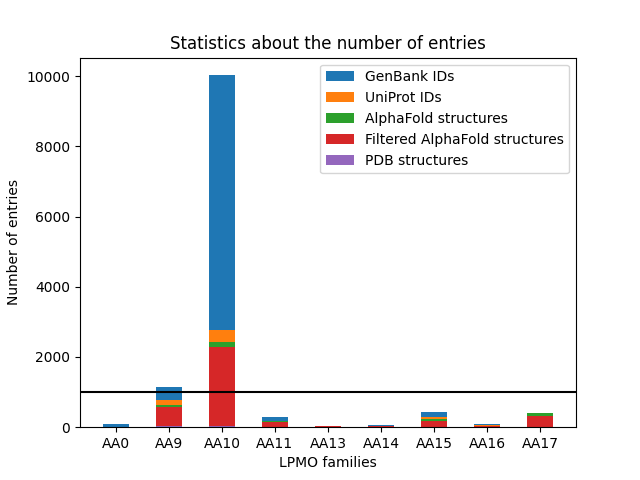 Statistics about the number of entries
GenBank IDs
UniProt IDs
AlphaFold structures
Filtered AlphaFold structures
PDB structures
Number of entries
10000
8000
6000
4000
2000
0
AA0 AA9 AA10 AA11 AA13 AA14 AA15 AA16 AA17
LPMO families